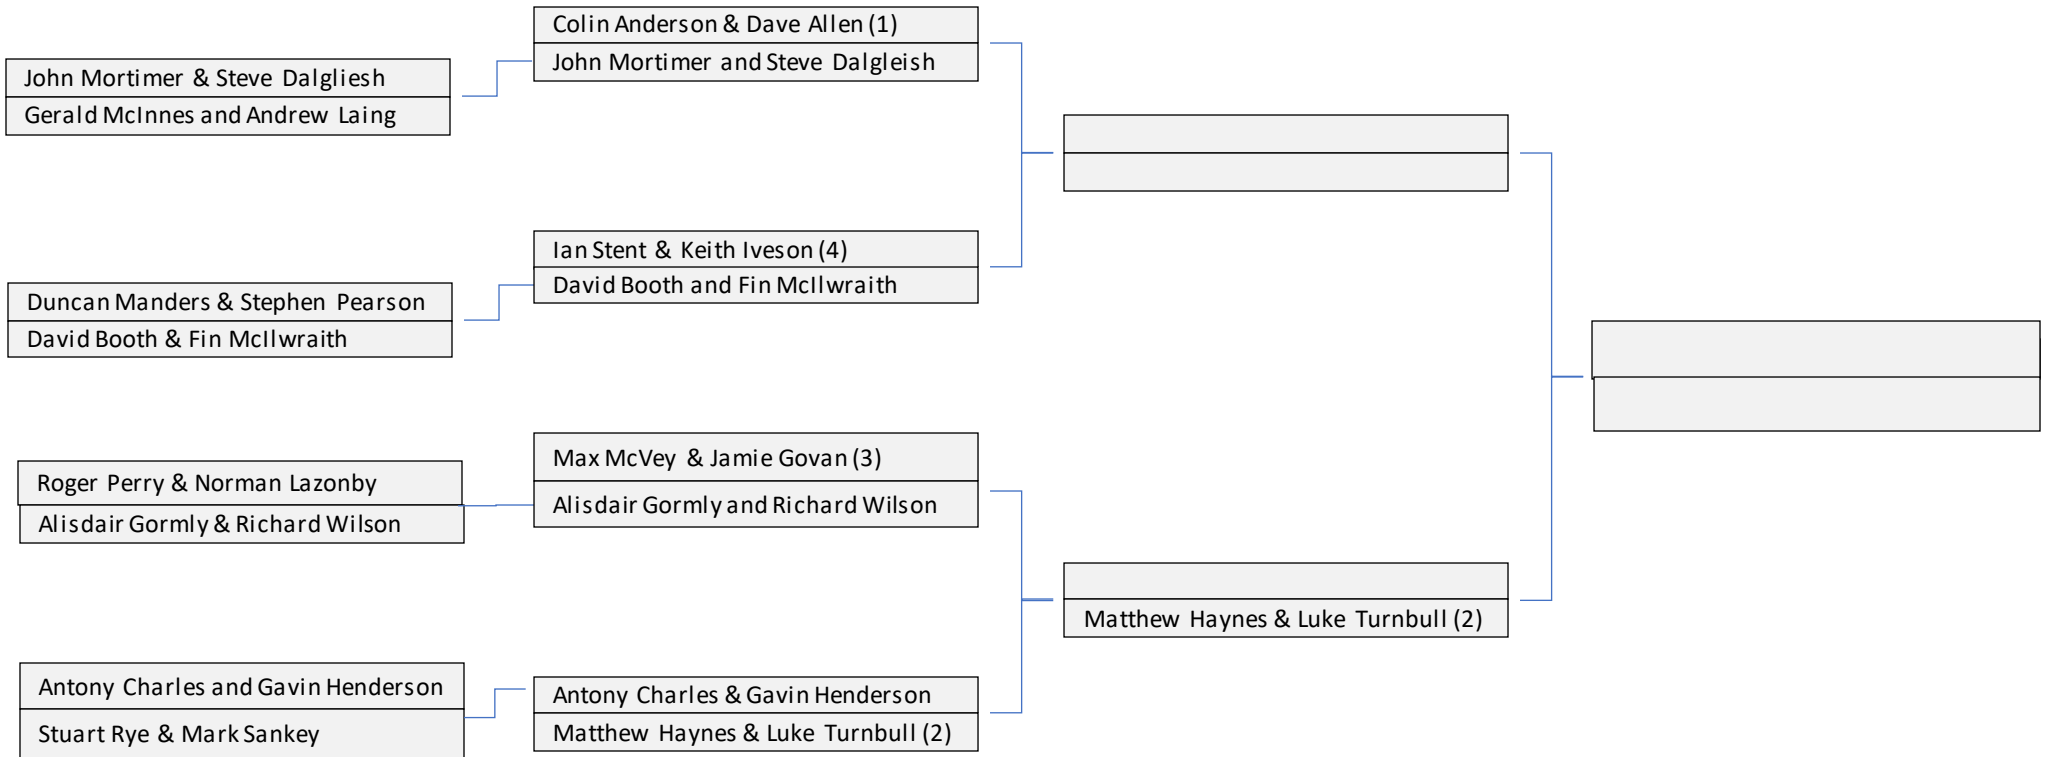 John Mortimer & Steve Dalgliesh
Gerald McInnes and Andrew Laing
Duncan Manders & Stephen Pearson
David Booth & Fin McIlwraith
Roger Perry & Norman Lazonby
Alisdair Gormly & Richard Wilson
Antony Charles and Gavin Henderson
Stuart Rye & Mark Sankey
Colin Anderson & Dave Allen (1)
John Mortimer and Steve Dalgleish
Ian Stent & Keith Iveson (4)
David Booth and Fin McIlwraith
Max McVey & Jamie Govan (3)
Alisdair Gormly and Richard Wilson
Antony Charles & Gavin Henderson
Matthew Haynes & Luke Turnbull (2)
Matthew Haynes & Luke Turnbull (2)